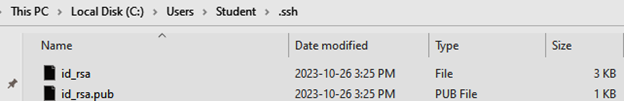 This PC > Local Disk (C:) > Users > Student > .ssh
Name Date modified Type Size
id_rsa 2023-10-26 3:25 PM File 3 KB
id_rsa.pub 2023-10-26 3:25 PM PUB File 1 KB